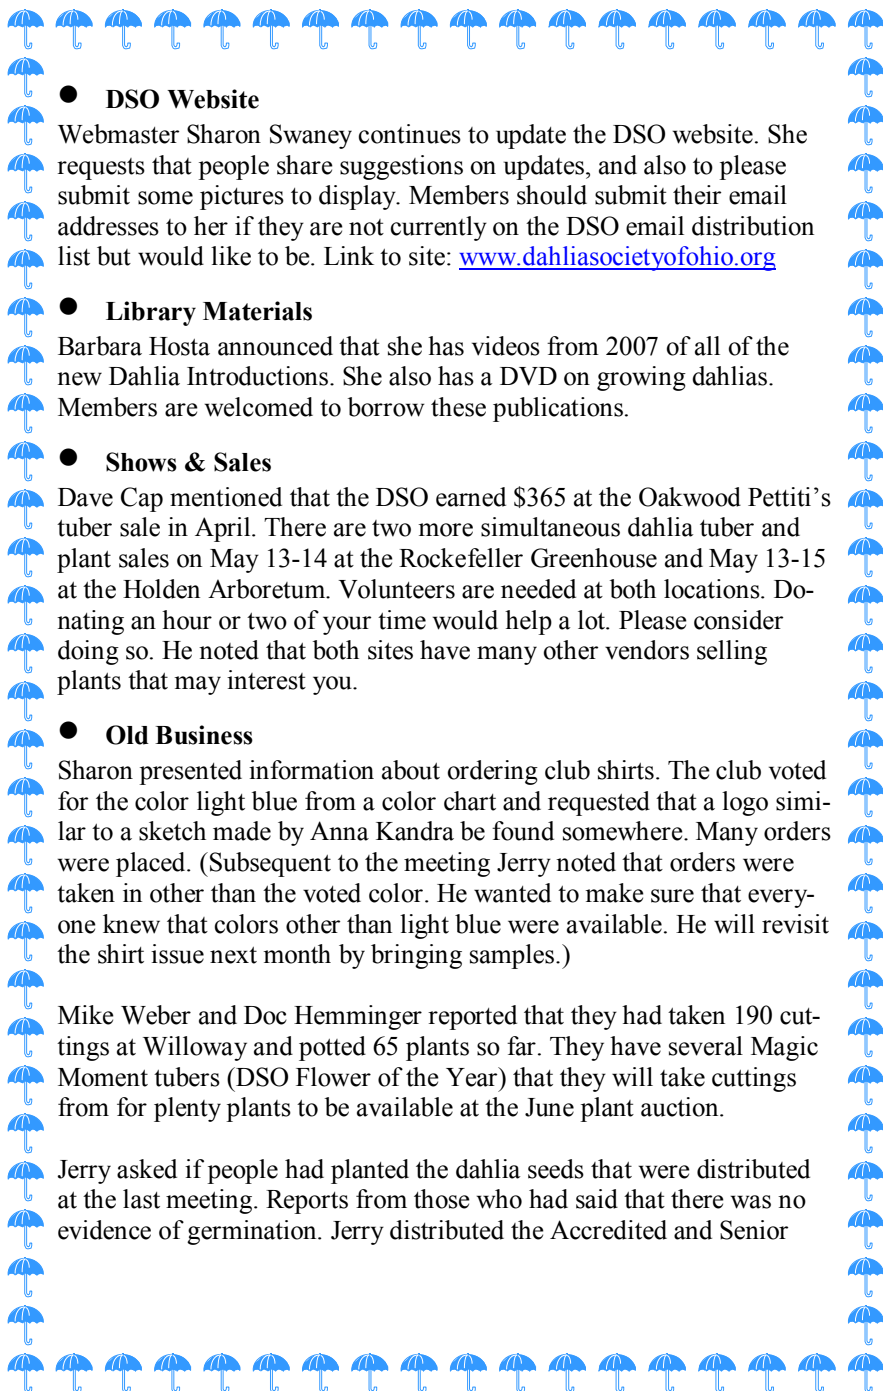 ● DSO Website
Webmaster Sharon Swaney continues to update the DSO website. She
requests that people share suggestions on updates, and also to please
submit some pictures to display. Members should submit their email
addresses to her if they are not currently on the DSO email distribution
list but would like to be. Link to site: www.dahliasocietyofohio.org
● Library Materials
Barbara Hosta announced that she has videos from 2007 of all of the
new Dahlia Introductions. She also has a DVD on growing dahlias.
Members are welcomed to borrow these publications.
● Shows & Sales
Dave Cap mentioned that the DSO earned $365 at the Oakwood Pettiti’s
tuber sale in April. There are two more simultaneous dahlia tuber and
plant sales on May 13-14 at the Rockefeller Greenhouse and May 13-15
at the Holden Arboretum. Volunteers are needed at both locations. Do-
nating an hour or two of your time would help a lot. Please consider
doing so. He noted that both sites have many other vendors selling
plants that may interest you.
● Old Business
Sharon presented information about ordering club shirts. The club voted
for the color light blue from a color chart and requested that a logo simi-
lar to a sketch made by Anna Kandra be found somewhere. Many orders
were placed. (Subsequent to the meeting Jerry noted that orders were
taken in other than the voted color. He wanted to make sure that every-
one knew that colors other than light blue were available. He will revisit
the shirt issue next month by bringing samples.)
Mike Weber and Doc Hemminger reported that they had taken 190 cut-
tings at Willoway and potted 65 plants so far. They have several Magic
Moment tubers (DSO Flower of the Year) that they will take cuttings
from for plenty plants to be available at the June plant auction.
Jerry asked if people had planted the dahlia seeds that were distributed
at the last meeting. Reports from those who had said that there was no
evidence of germination. Jerry distributed the Accredited and Senior